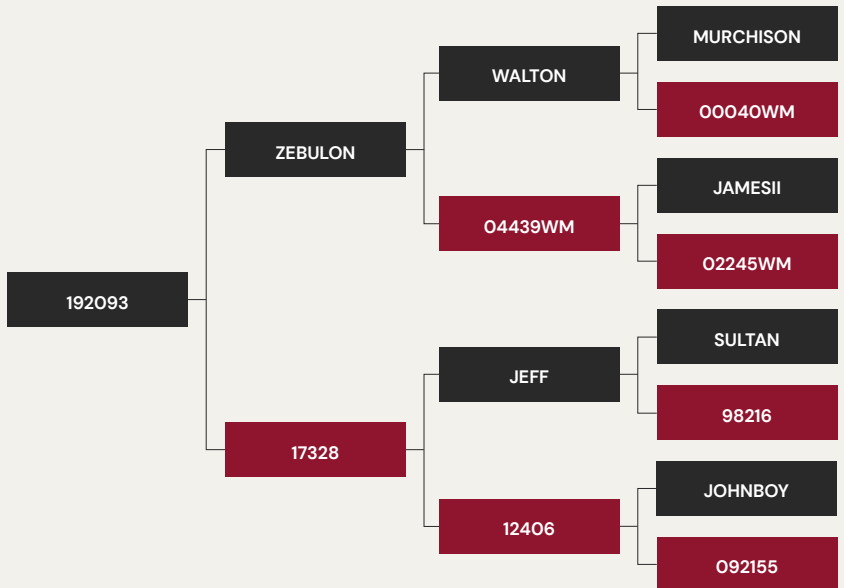 MURCHISON
WALTON
00040WM
ZEBULON
JAMESII
04439WM
02245WM
192093
SULTAN
JEFF
98216
17328
JOHNBOY
12406
092155